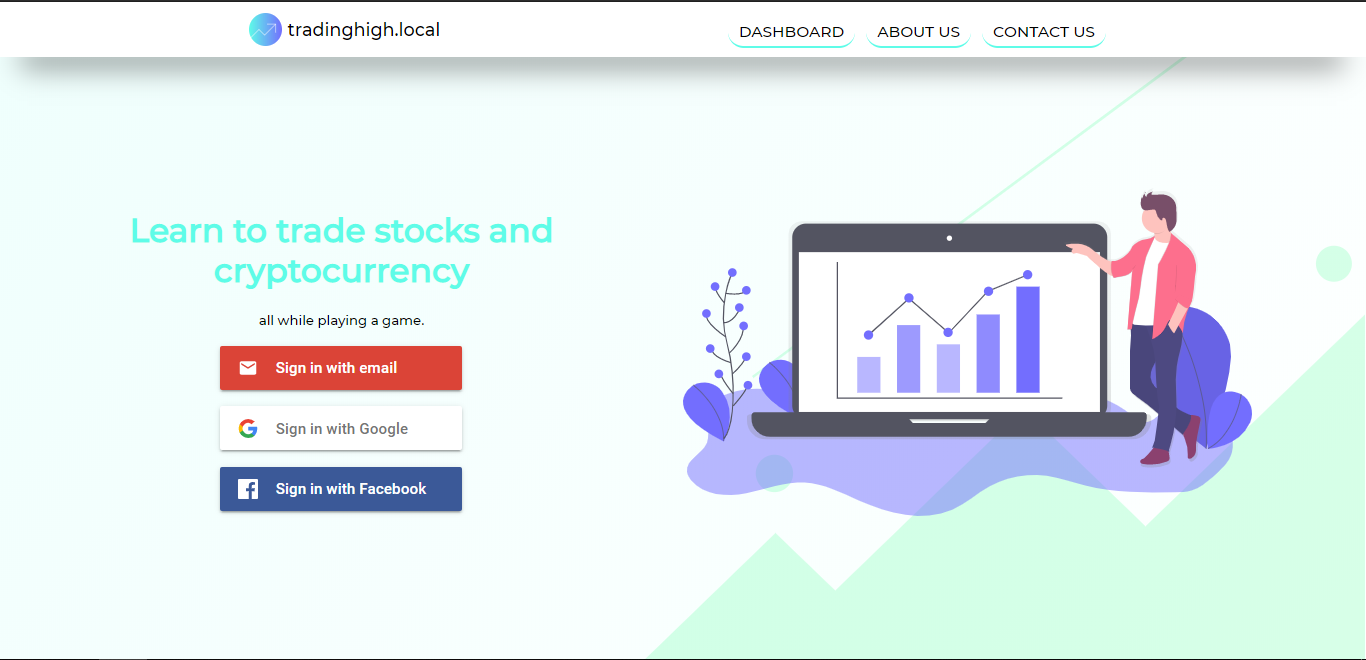 tradinghigh.local
DASHBOARD
ABOUT US
CONTACT US
Learn to trade stocks and
cryptocurrency
all while playing a game.
Sign in with email
Sign in with Google
Sign in with Facebook